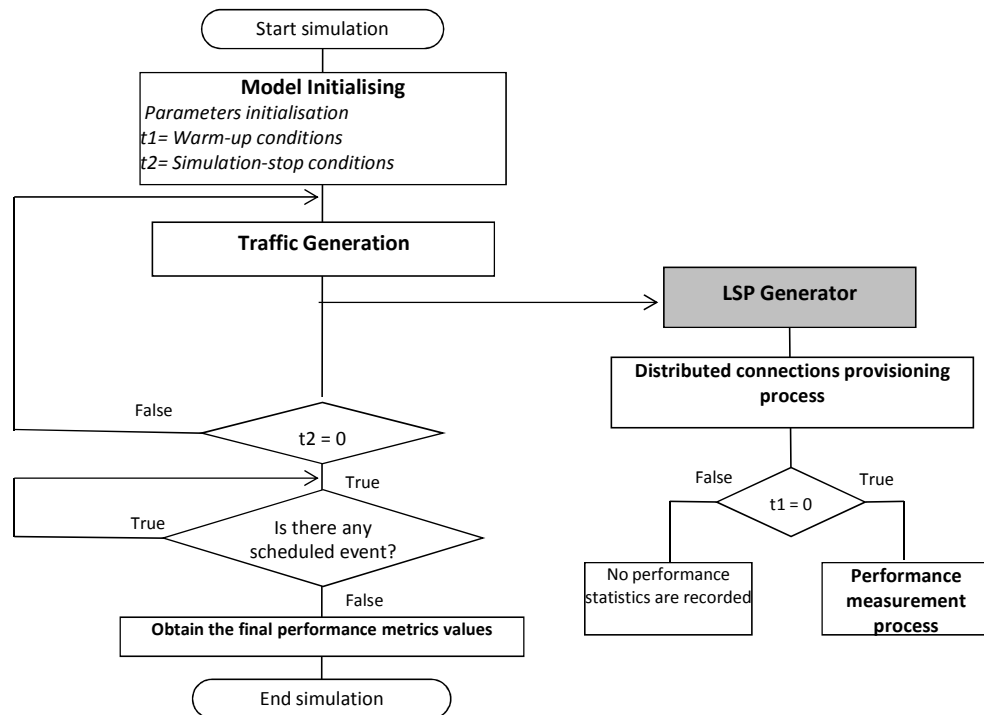 Start simulation
Model Initialising
Parameters initialisation
t1= Warm-up conditions
t2= Simulation-stop conditions
Traffic Generation
LSP Generator
Distributed connections provisioning
process
False
t2 = 0
True
False
True
t1 = 0
True
Is there any
scheduled event?
False
No performance
statistics are recorded
Performance
measurement
process
Obtain the final performance metrics values
End simulation